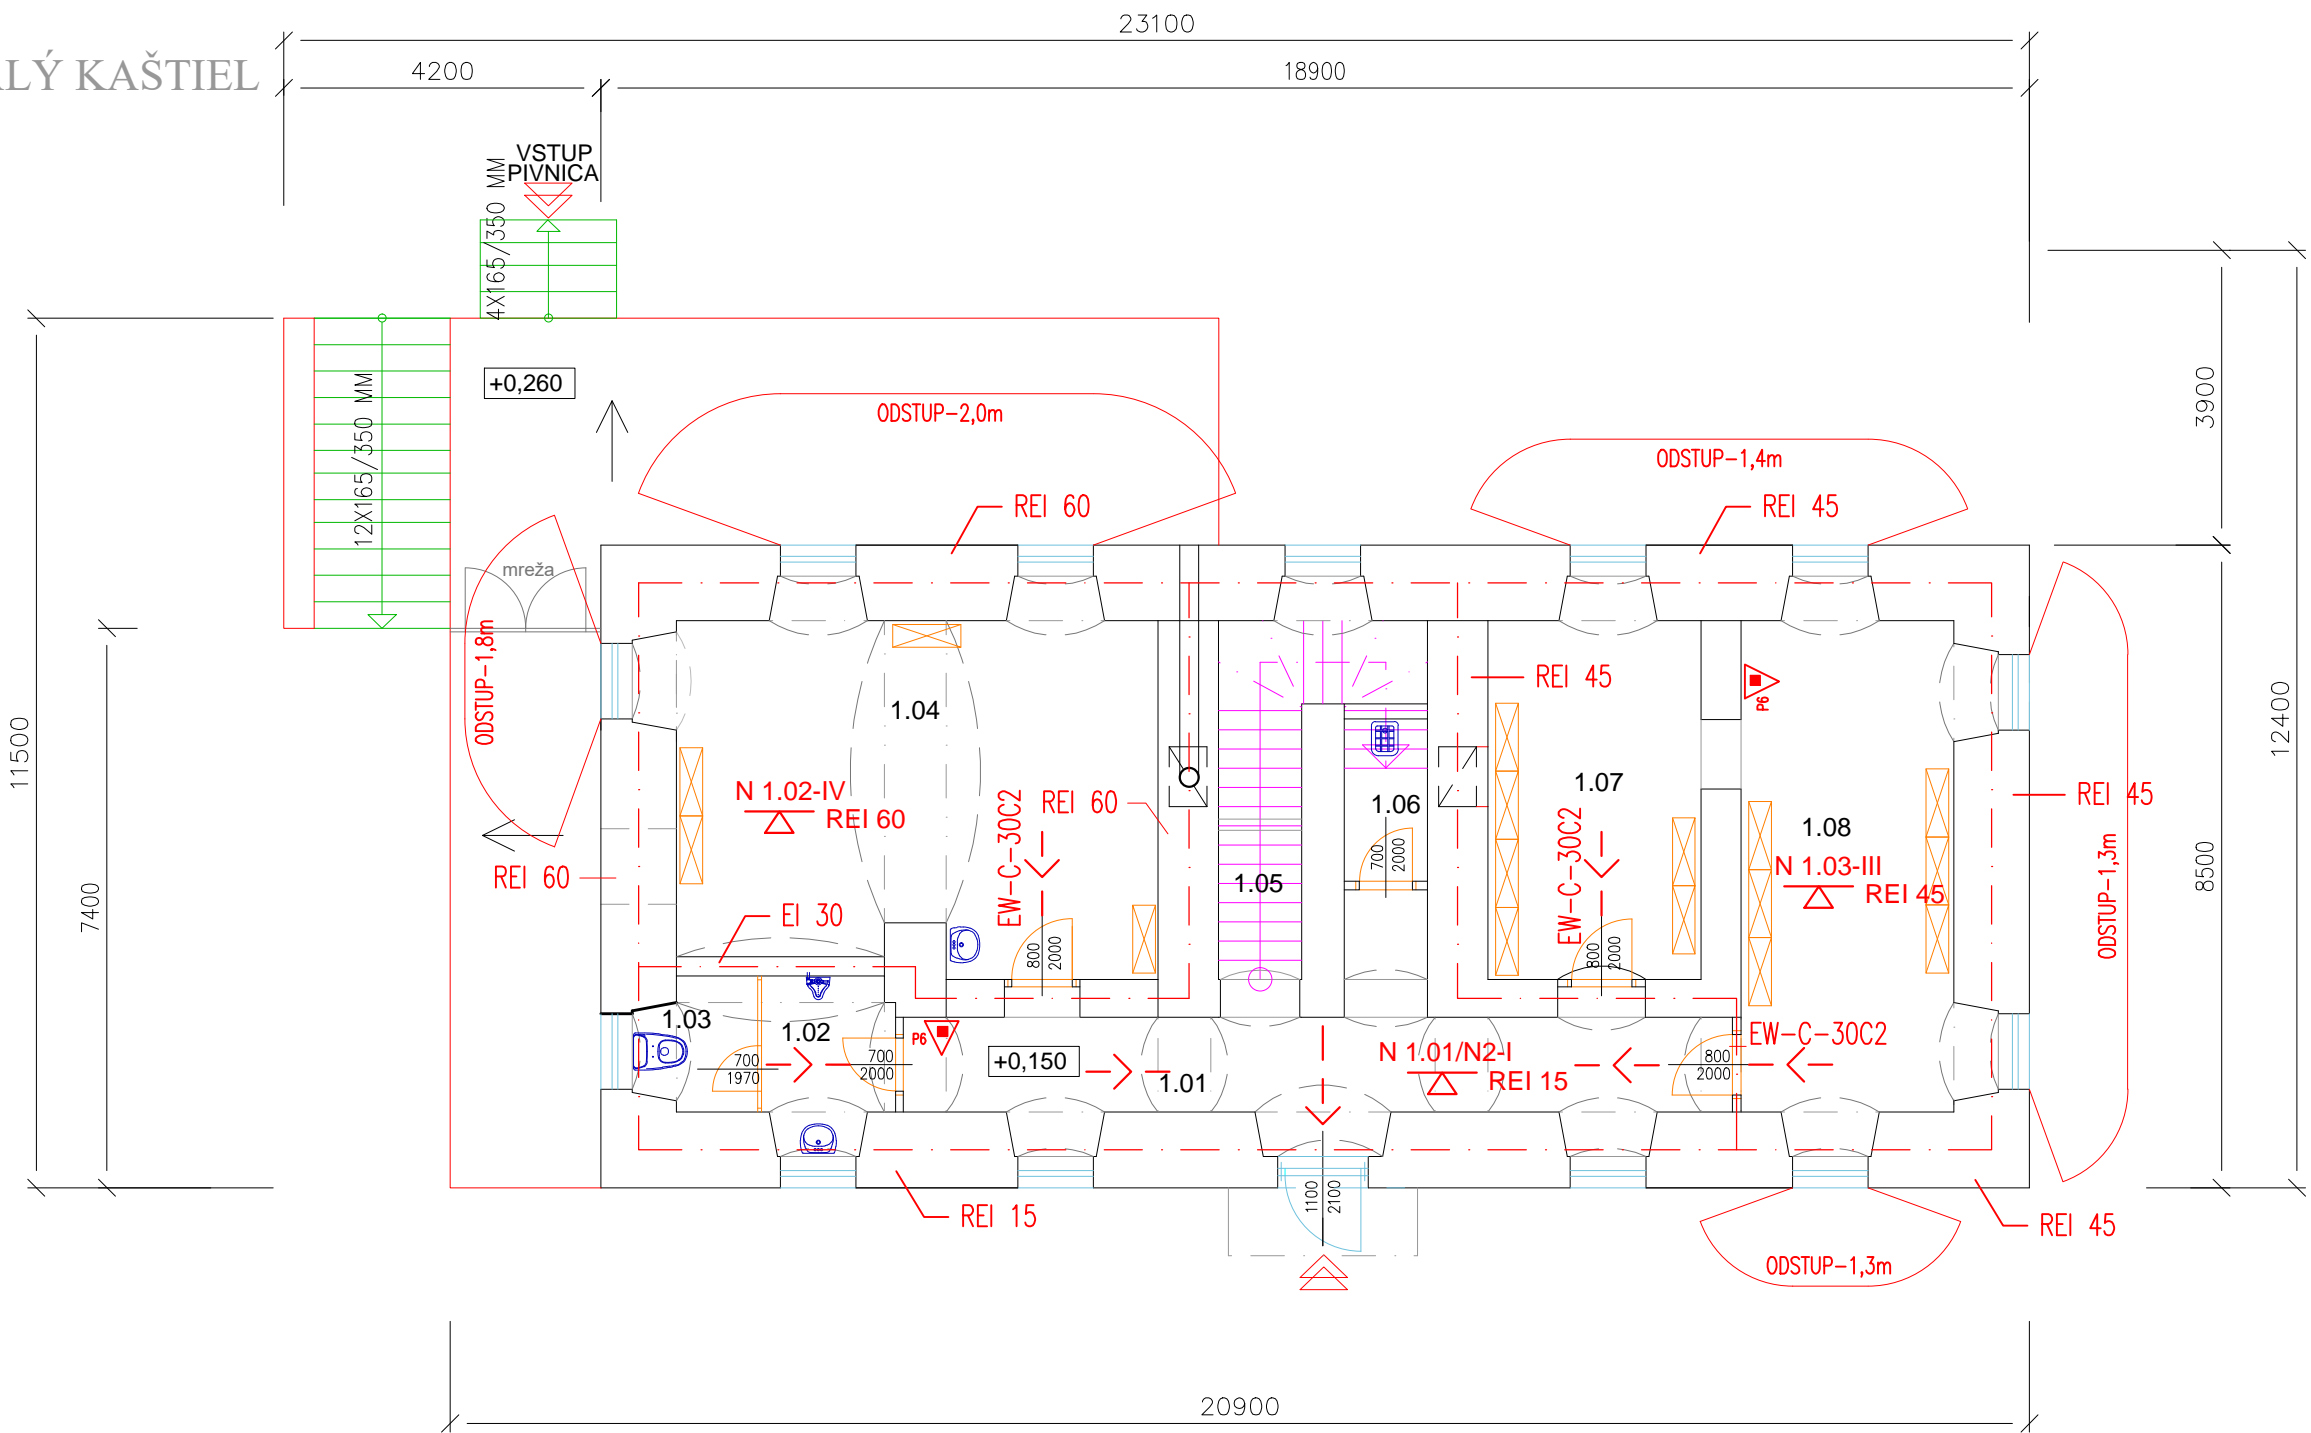 23100
4200
18900
ALÝ KAŠTIEL
VSTUP
PIVNICA
4X165/350 MM
12X165/350 MM
+0,260
ODSTUP-2,0m
ODSTUP-1,4m
3900
REI 60
REI 45
mreža
ODSTUP-1,8m
REI 45
P6
1.04
11500
12400
1.07
N 1.02-IV
REI 60
EW-C-30C2
REI 60
1.06
EW-C-30C2
1.08
REI 45
700
2000
N 1.03-III
REI 45
ODSTUP-1,3m
8500
7400
REI 60
1.05
EI 30
800
2000
800
2000
1.03
1.02
P6
+0,150
N 1.01/N2-I
REI 15
EW-C-30C2
700
1970
700
2000
1.01
800
2000
1100
2100
REI 15
REI 45
ODSTUP-1,3m
20900